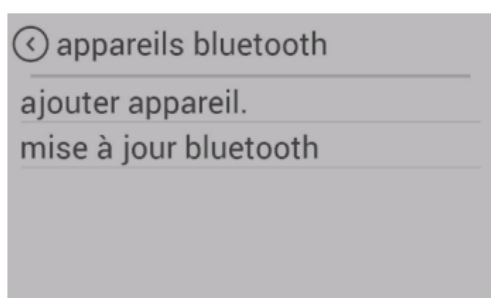 appareils bluetooth
ajouter appareil.
mise à jour bluetooth